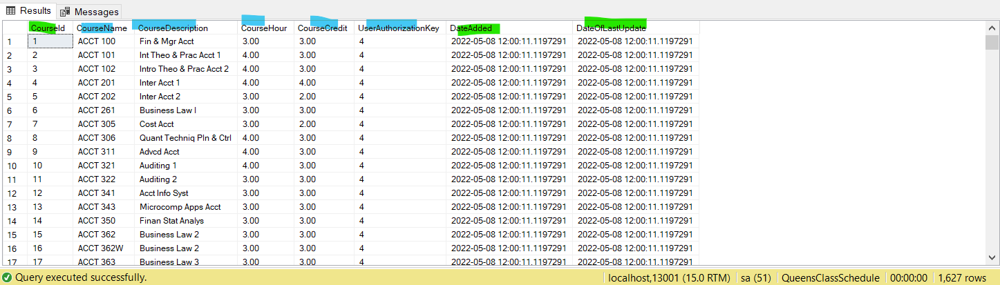 Results Messages
CourseId CourseName CourseDescription CourseHour CourseCredit UserAuthorizationKey DateAdded DateOfLastUpdate
1 1 ACCT 100 Fin & Mgr Acct 3.00 3.00 4 2022-05-08 12:00:11.1197291 2022-05-08 12:00:11.1197291
2 2 ACCT 101 Int Theo & Prac Acct 1 4.00 3.00 4 2022-05-08 12:00:11.1197291 2022-05-08 12:00:11.1197291
3 3 ACCT 102 Intro Theo & Prac Acct 2 4.00 3.00 4 2022-05-08 12:00:11.1197291 2022-05-08 12:00:11.1197291
4 4 ACCT 201 Inter Acct 1 4.00 4.00 4 2022-05-08 12:00:11.1197291 2022-05-08 12:00:11.1197291
5 5 ACCT 202 Inter Acct 2 3.00 2.00 4 2022-05-08 12:00:11.1197291 2022-05-08 12:00:11.1197291
6 6 ACCT 261 Business Law I 3.00 3.00 4 2022-05-08 12:00:11.1197291 2022-05-08 12:00:11.1197291
7 7 ACCT 305 Cost Acct 3.00 2.00 4 2022-05-08 12:00:11.1197291 2022-05-08 12:00:11.1197291
8 8 ACCT 306 Quant Techniq Pln & Ctrl 4.00 3.00 4 2022-05-08 12:00:11.1197291 2022-05-08 12:00:11.1197291
9 9 ACCT 311 Advcd Acct 4.00 3.00 4 2022-05-08 12:00:11.1197291 2022-05-08 12:00:11.1197291
10 10 ACCT 321 Auditing 1 4.00 3.00 4 2022-05-08 12:00:11.1197291 2022-05-08 12:00:11.1197291
11 11 ACCT 322 Auditing 2 3.00 3.00 4 2022-05-08 12:00:11.1197291 2022-05-08 12:00:11.1197291
12 12 ACCT 341 Acct Info Syst 3.00 3.00 4 2022-05-08 12:00:11.1197291 2022-05-08 12:00:11.1197291
13 13 ACCT 343 Microcomp Apps Acct 3.00 3.00 4 2022-05-08 12:00:11.1197291 2022-05-08 12:00:11.1197291
14 14 ACCT 350 Finan Stat Analys 3.00 3.00 4 2022-05-08 12:00:11.1197291 2022-05-08 12:00:11.1197291
15 15 ACCT 362 Business Law 2 3.00 3.00 4 2022-05-08 12:00:11.1197291 2022-05-08 12:00:11.1197291
16 16 ACCT 362W Business Law 2 3.00 3.00 4 2022-05-08 12:00:11.1197291 2022-05-08 12:00:11.1197291
17 17 ACCT 363 Business Law 3 3.00 3.00 4 2022-05-08 12:00:11.1197291 2022-05-08 12:00:11.1197291
Query executed successfully. localhost,13001 (15.0 RTM) sa (51) QueensClassSchedule 00:00:00 1,627 rows